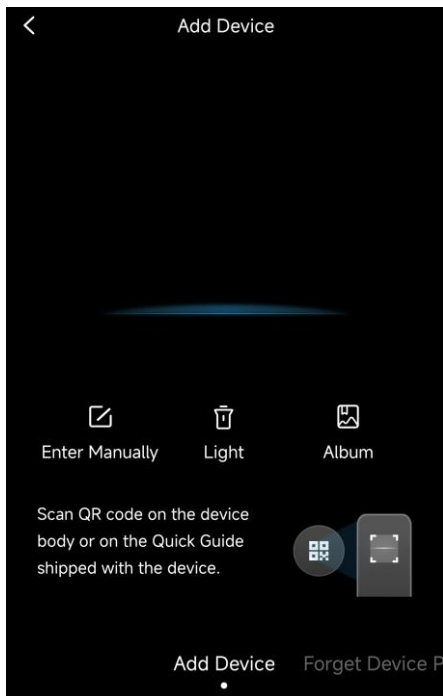 Add Device
Enter Manually
Light
Album
Scan QR code on the device
body or on the Quick Guide
shipped with the device.
Add Device
Forget Device P